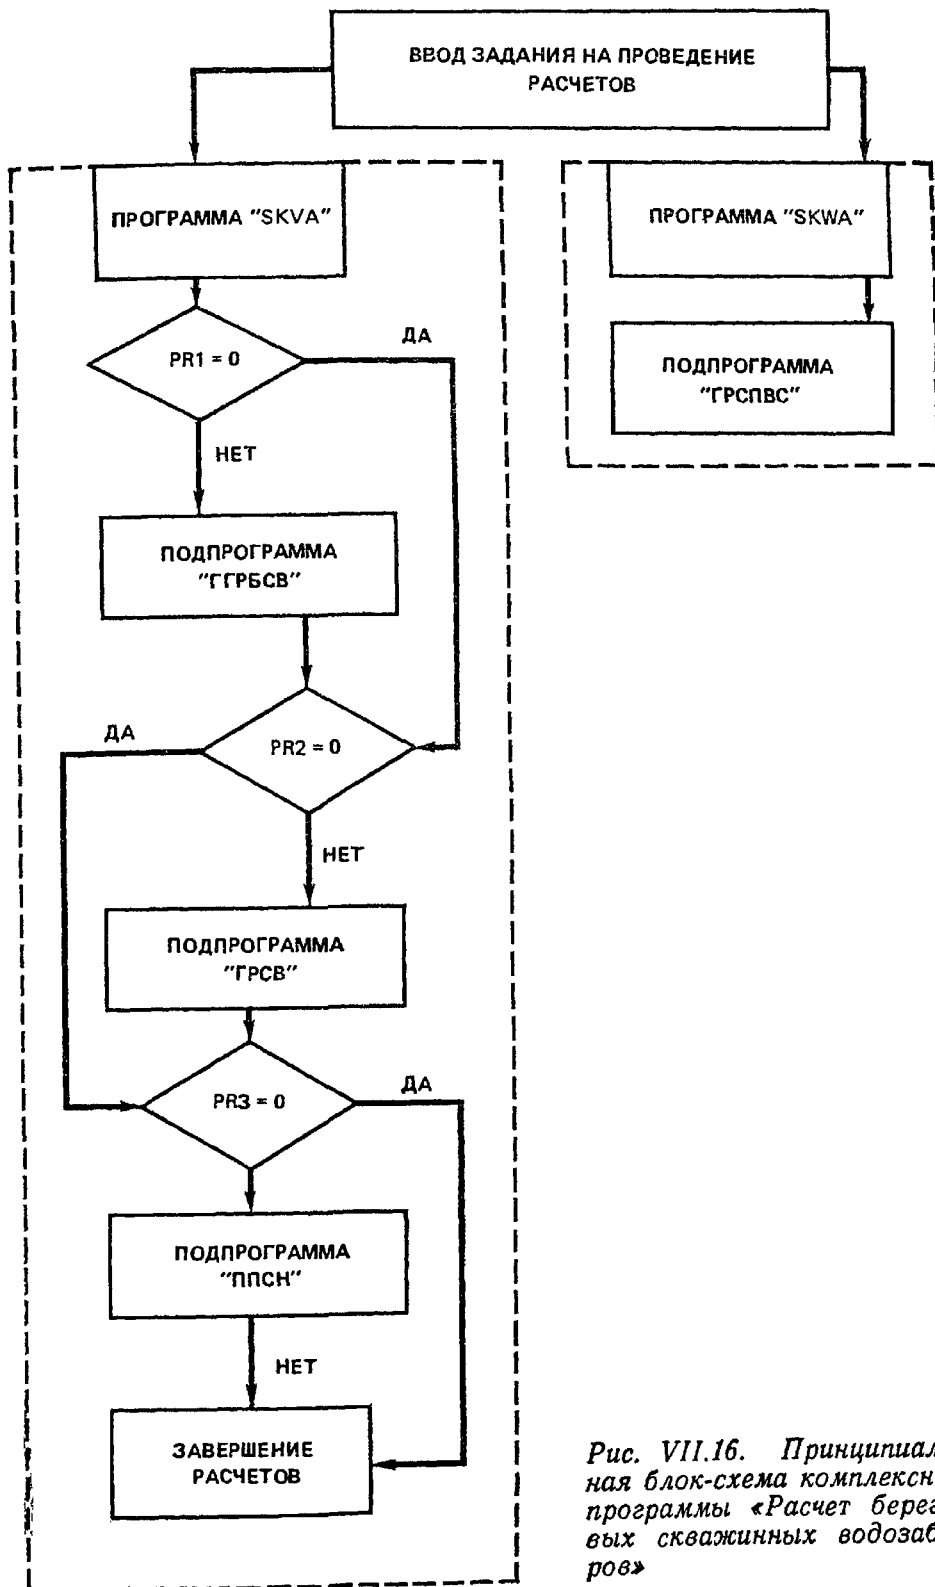 ВВОД ЗАДАНИЯ НА ПРОВЕДЕНИЕ
РАСЧЕТОВ
ПРОГРАММА "SKVA"
ПРОГРАММА "SKWA"
PR1 = 0
ДА
ПОДПРОГРАММА
"ГРСПВС"
НЕТ
ПОДПРОГРАММА
"ГГРБСВ"
ДА
PR2 = 0
НЕТ
ПОДПРОГРАММА
"ГРСВ"
PR3 = 0
ДА
ПОДПРОГРАММА
"ППСН"
НЕТ
ЗАВЕРШЕНИЕ
РАСЧЕТОВ
Рис. VII.16. Принципиал
ная блок-схема комплексн
программы «Расчет берег
вых скважинных водозаб
ров»